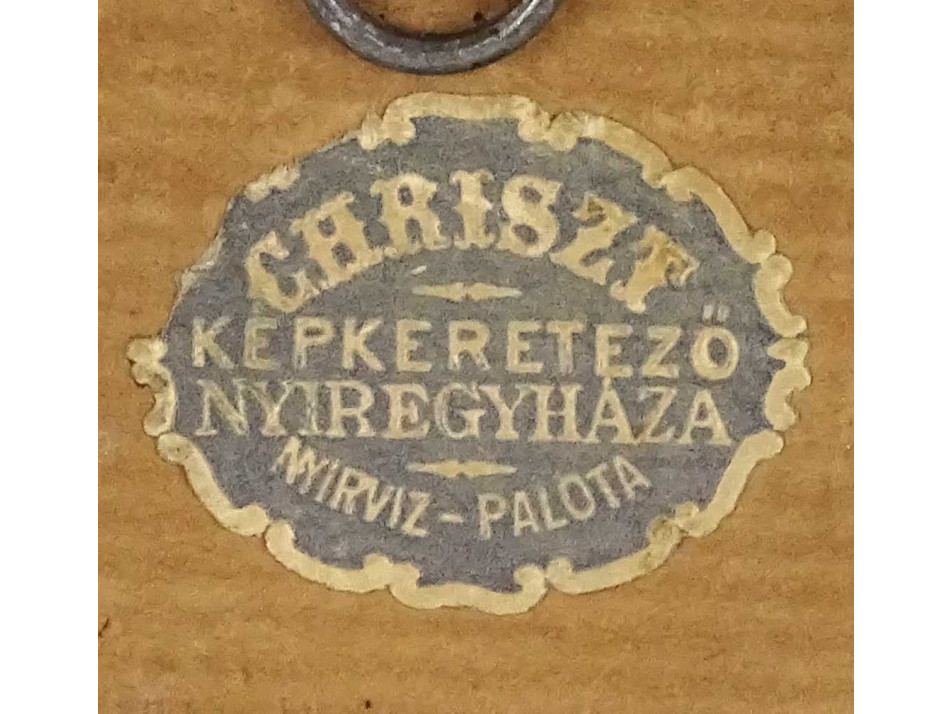 CHRISZT
KÉPKERETEZŐ
NYIREGYHÁZA
NYIRVIZ-PALOTA